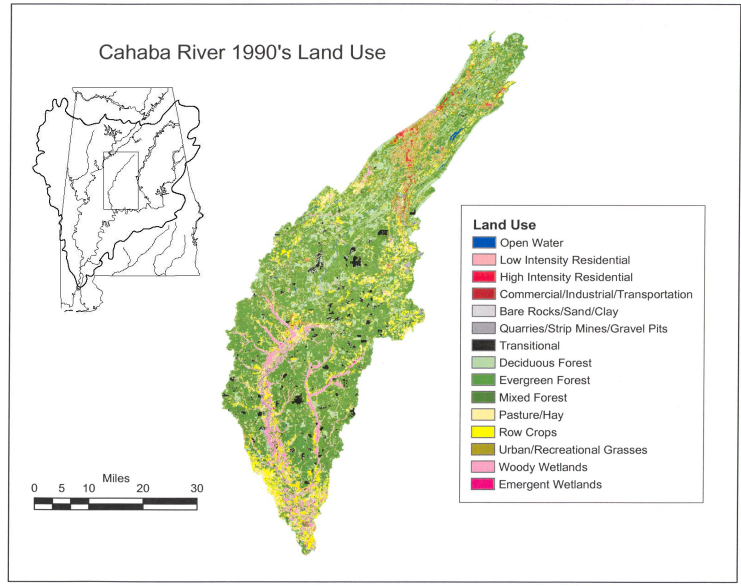 Cahaba River 1990's Land Use
Land Use
Open Water
Low Intensity Residential
High Intensity Residential
Commercial/Industrial/Transportation
Bare Rocks/Sand/Clay
Quarries/Strip Mines/Gravel Pits
Transitional
Deciduous Forest
Evergreen Forest
Mixed Forest
Pasture/Hay
Row Crops
Urban/Recreational Grasses
Woody Wetlands
Emergent Wetlands
Miles
0 5 10 20 30